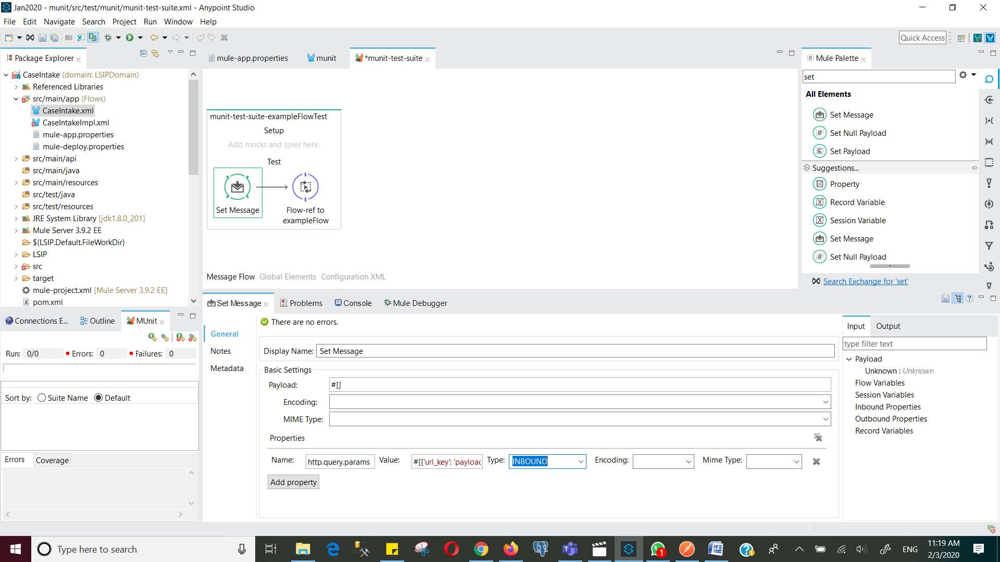 Jan2020 - munit/src/test/munit/munit-test-suite.xml - Anypoint Studio
File Edit Navigate Search Project Run Window Help
Quick Access
Package Explorer
CaseIntake (domain: LSIPDomain)
Referenced Libraries
src/main/app (Flows)
CaseIntake.xml
CaseIntakeImpl.xml
mule-app.properties
mule-deploy.properties
src/main/api
src/main/java
src/main/resources
src/test/java
src/test/resources
JRE System Library [jdk1.8.0_201]
Mule Server 3.9.2 EE
${LSIP.Default.FileWorkDir}
LSIP
src
target
mule-project.xml [Mule Server 3.9.2 EE]
pom.xml
mule-app.properties munit *munit-test-suite
munit-test-suite-exampleFlowTest
Setup
Add mocks and spies here.
Test
Set Message
Flow-ref to
exampleFlow
Message Flow Global Elements Configuration XML
Mule Palette
set
All Elements
Set Message
Set Null Payload
Set Payload
Suggestions...
Property
Record Variable
Session Variable
Set Message
Set Null Payload
Search Exchange for 'set'
Connections E... Outline MUnit
Run: 0/0 Errors: 0 Failures: 0
Sort by: Suite Name Default
Errors Coverage
Set Message Problems Console Mule Debugger
General
Notes
Metadata
There are no errors.
Display Name: Set Message
Basic Settings
Payload: #[]
Encoding:
MIME Type:
Properties
Name: http.query.params Value: #[['url_key': 'payloac Type: INBOUND Encoding: Mime Type:
Add property
Input Output
type filter text
Payload
Unknown : Unknown
Flow Variables
Session Variables
Inbound Properties
Outbound Properties
Record Variables
Type here to search
1
ENG
11:19 AM
2/3/2020